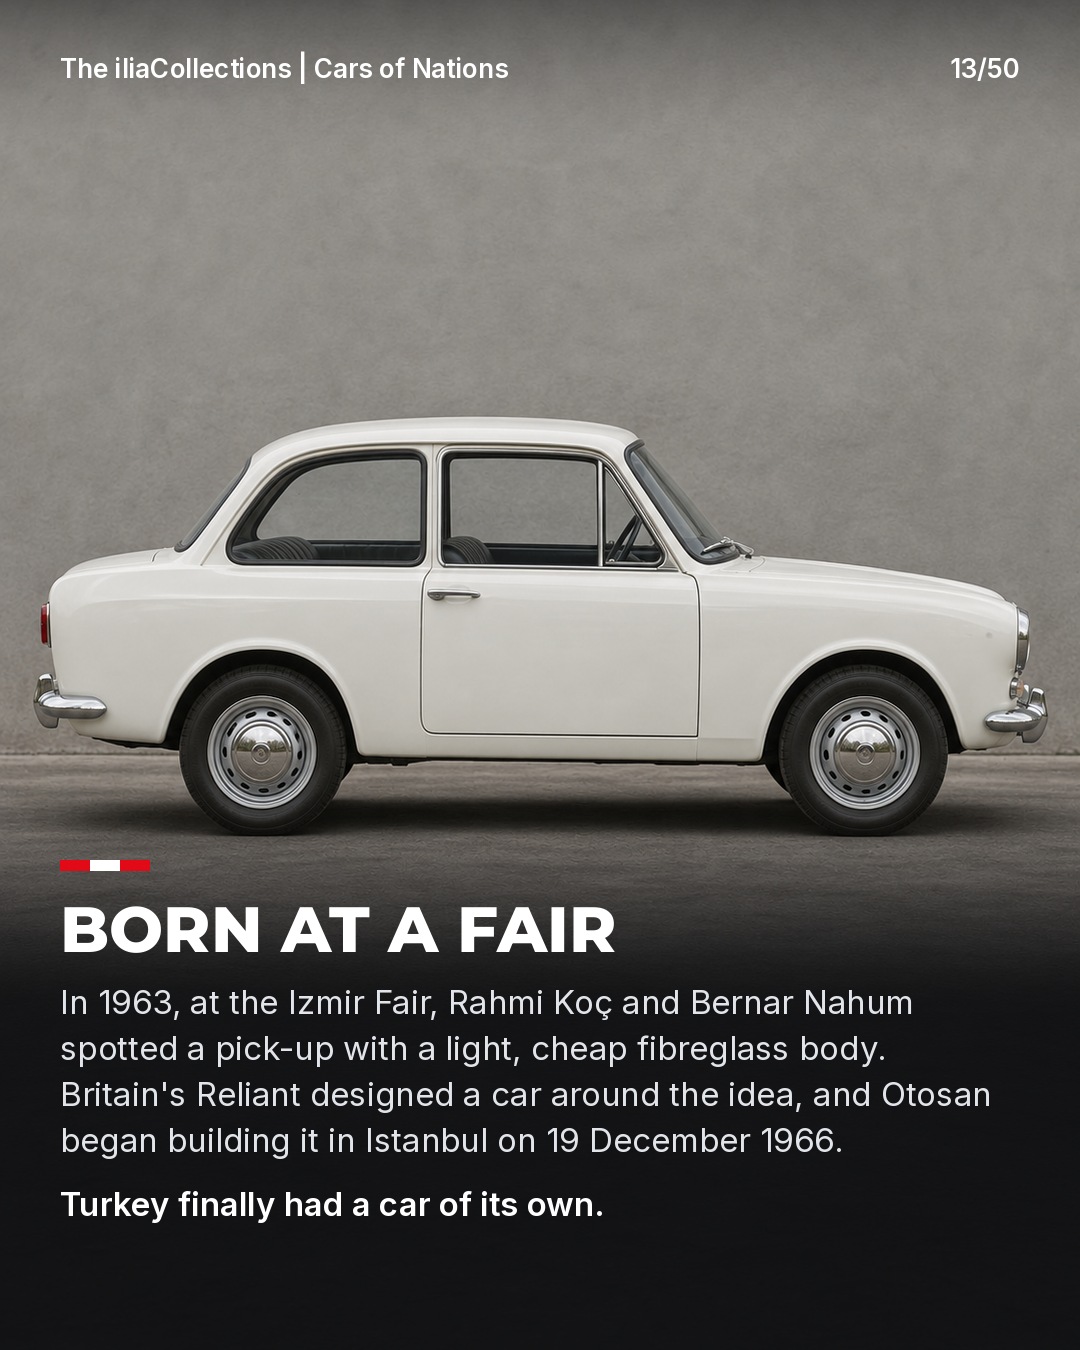 The iliaCollections | Cars of Nations
13/50
BORN AT A FAIR
In 1963, at the Izmir Fair, Rahmi Koç and Bernar Nahum
spotted a pick-up with a light, cheap fibreglass body.
Britain's Reliant designed a car around the idea, and Otosan
began building it in Istanbul on 19 December 1966.
Turkey finally had a car of its own.